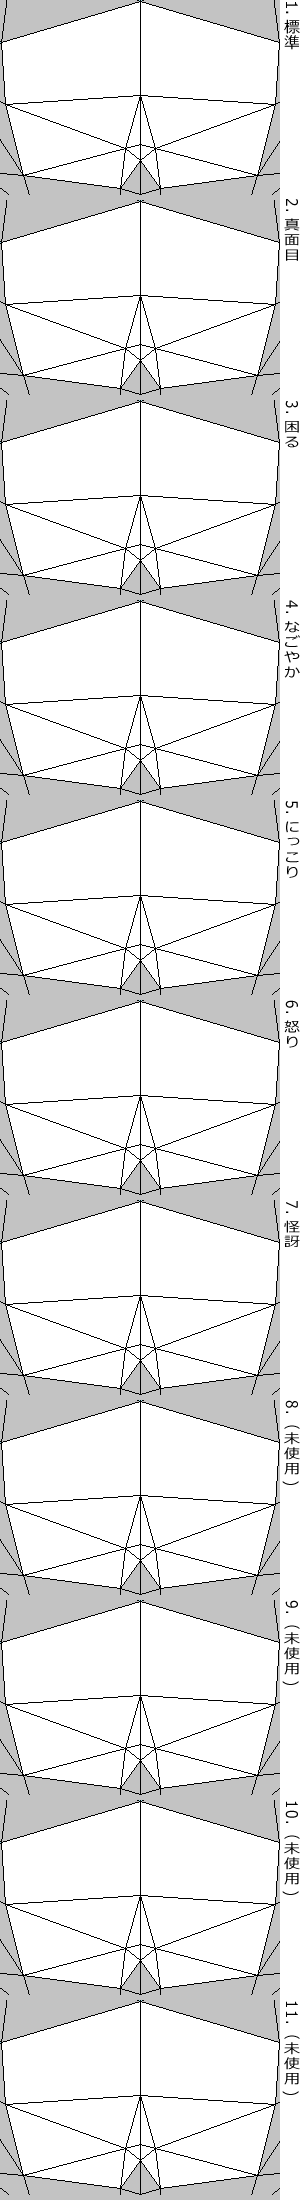 1. 標準
2. 真面目
3. 困る
4. なごやか
5. にっこり
6. 怒り
7. 怪訝
8. (未使用)
9. (未使用)
10. (未使用)
11. (未使用)